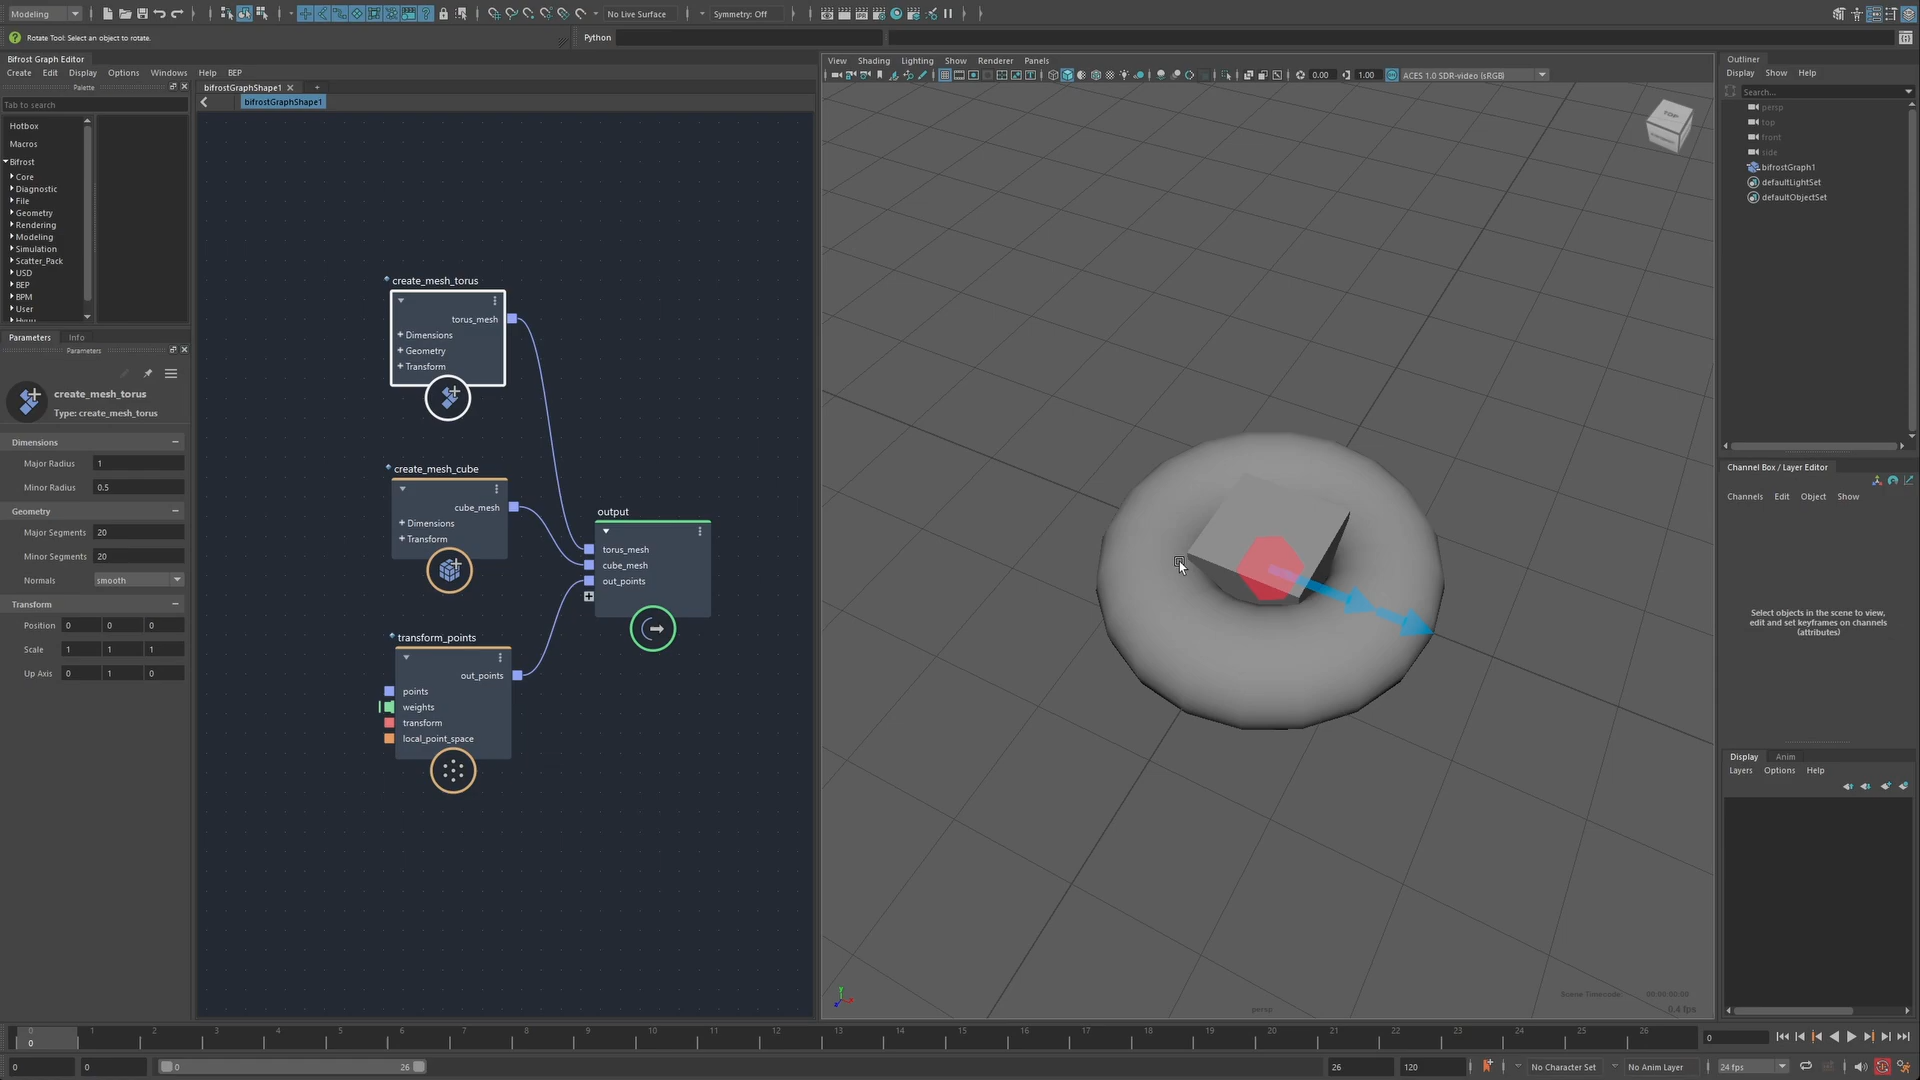 Modeling
No Live Surface
Symmetry: Off
Rotate Tool: Select an object to rotate.
Python
Bifrost Graph Editor
Create Edit Display Options Windows Help BEP
Palette
Tab to search
Hotbox
Macros
Bifrost
Core
Diagnostic
File
Geometry
Rendering
Modeling
Simulation
Scatter_Pack
USD
BEP
BPM
User
Parameters Info
Parameters
create_mesh_torus
Type: create_mesh_torus
Dimensions
Major Radius 1
Minor Radius 0.5
Geometry
Major Segments 20
Minor Segments 20
Normals smooth
Transform
Position 0 0 0
Scale 1 1 1
Up Axis 0 1 0
bifrostGraphShape1
bifrostGraphShape1
create_mesh_torus
torus_mesh
Dimensions
Geometry
Transform
create_mesh_cube
cube_mesh
Dimensions
Transform
output
torus_mesh
cube_mesh
out_points
transform_points
out_points
points
weights
transform
local_point_space
View Shading Lighting Show Renderer Panels
0.00 1.00 ACES 1.0 SDR-video (sRGB)
TOP
persp
Scene Timecode: 00:00:00:00
0.4 fps
Outliner
Display Show Help
Search...
persp
top
front
side
bifrostGraph1
defaultLightSet
defaultObjectSet
Channel Box / Layer Editor
Channels Edit Object Show
Select objects in the scene to view,
edit and set keyframes on channels
(attributes)
Display Anim
Layers Options Help
0 1 2 3 4 5 6 7 8 9 10 11 12 13 14 15 16 17 18 19 20 21 22 23 24 25 26
0
0
0 0 0 26 26 120 No Character Set No Anim Layer 24 fps